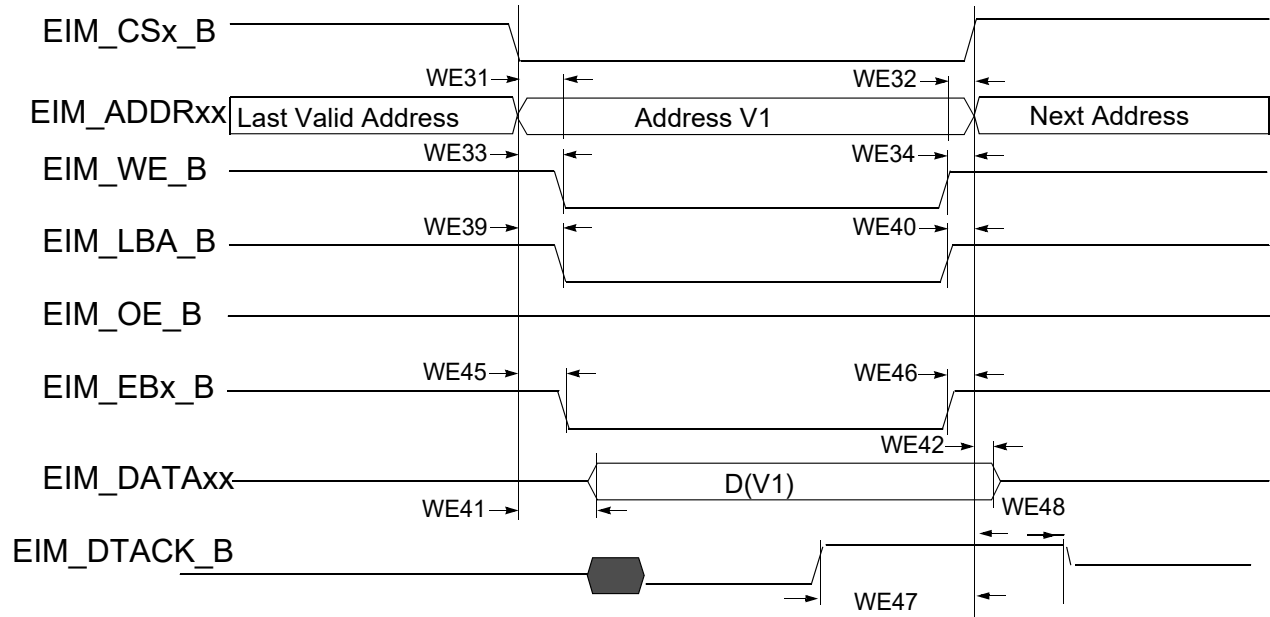 EIM_CSx_B
WE31 WE32
EIM_ADDRxx Last Valid Address Address V1 Next Address
WE33 WE34
EIM_WE_B
WE39 WE40
EIM_LBA_B
EIM_OE_B
WE45 WE46
EIM_EBx_B
WE42
EIM_DATAxx D(V1)
WE41 WE48
EIM_DTACK_B
WE47